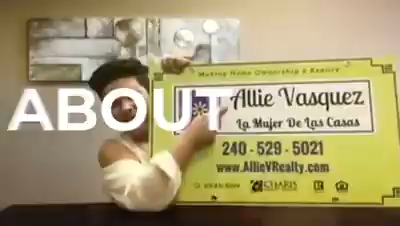 Making Home Ownership a Reality
ABOUT
Allie Vasquez
La Mujer De Las Casas
240 - 529 - 5021
www.AllieVRealty.com
CHARIS